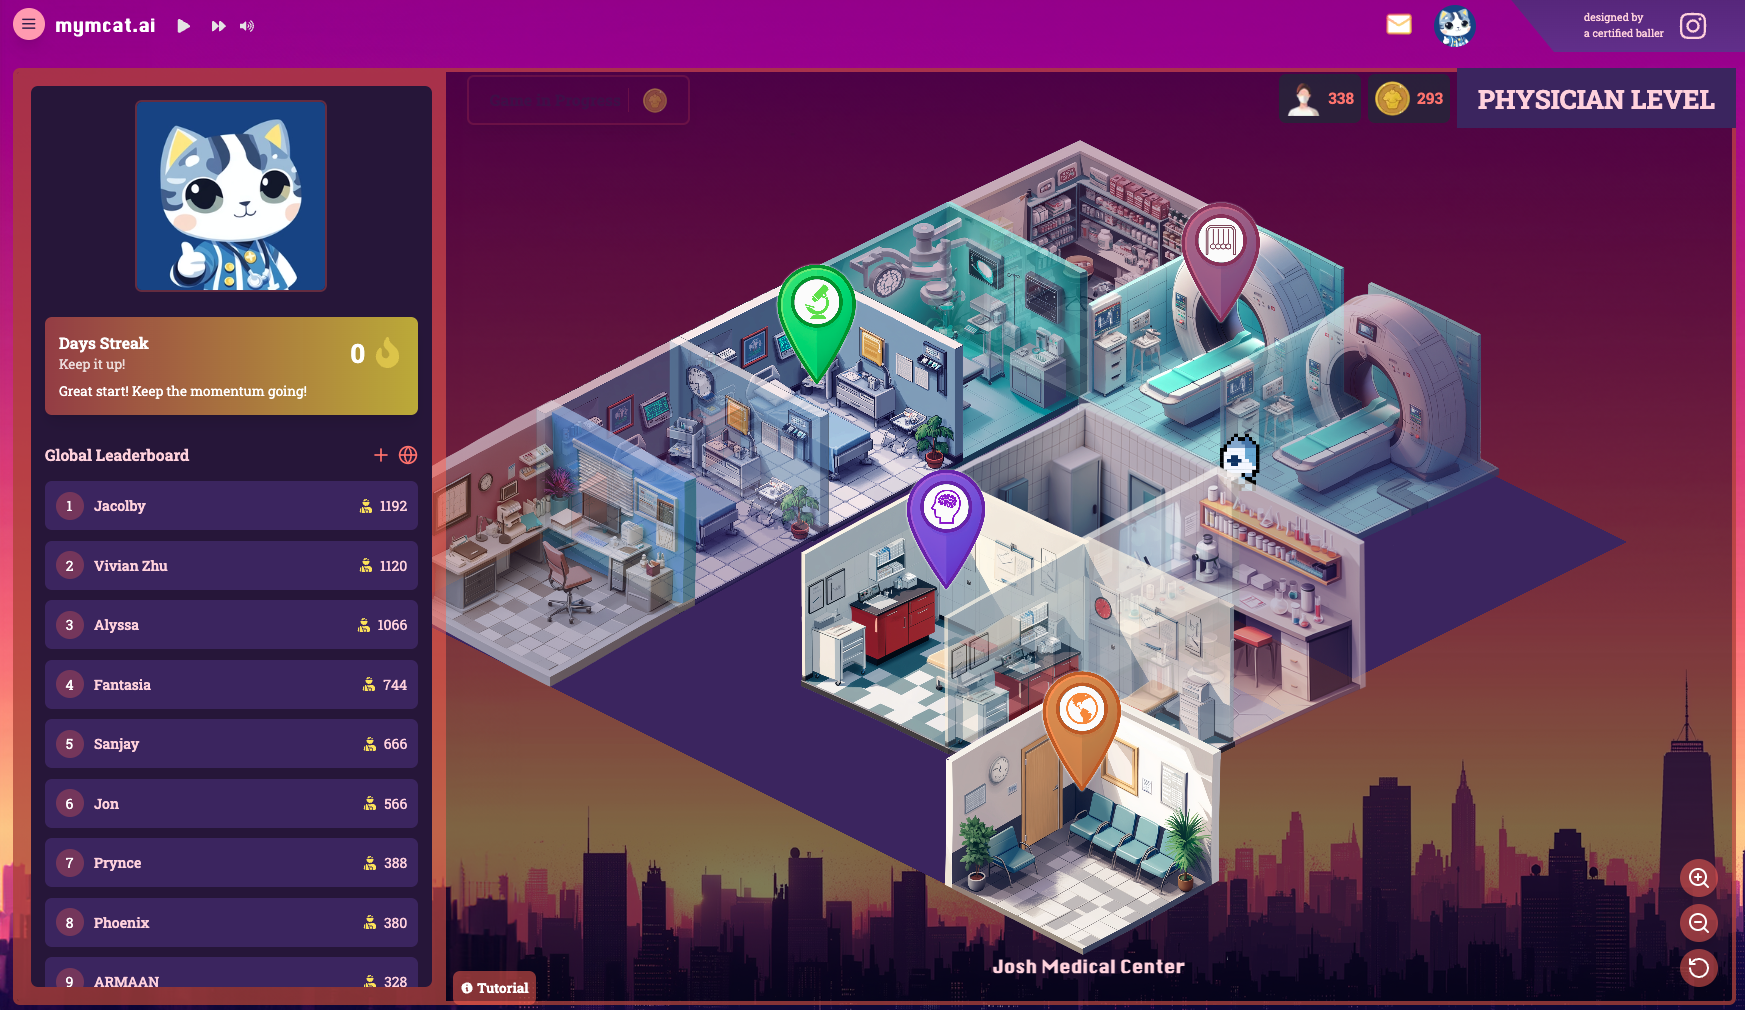 mymcat.ai
designed by
a certified baller
338
293
PHYSICIAN LEVEL
Days Streak
Keep it up!
0
Great start! Keep the momentum going!
Global Leaderboard
1 Jacolby 1192
2 Vivian Zhu 1120
3 Alyssa 1066
4 Fantasia 744
5 Sanjay 666
6 Jon 566
7 Prynce 388
8 Phoenix 380
9 ARMAAN 328
Josh Medical Center
Tutorial